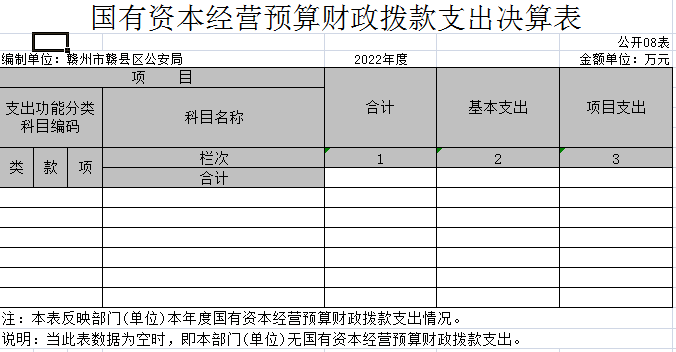 国有资本经营预算财政拨款支出决算表
公开08表
编制单位：赣州市赣县区公安局 2022年度 金额单位：万元
项 目
支出功能分类
科目编码
科目名称
合计 基本支出 项目支出
类 款 项
栏次 1 2 3
合计
注：本表反映部门(单位)本年度国有资本经营预算财政拨款支出情况。
说明：当此表数据为空时，即本部门(单位)无国有资本经营预算财政拨款支出。